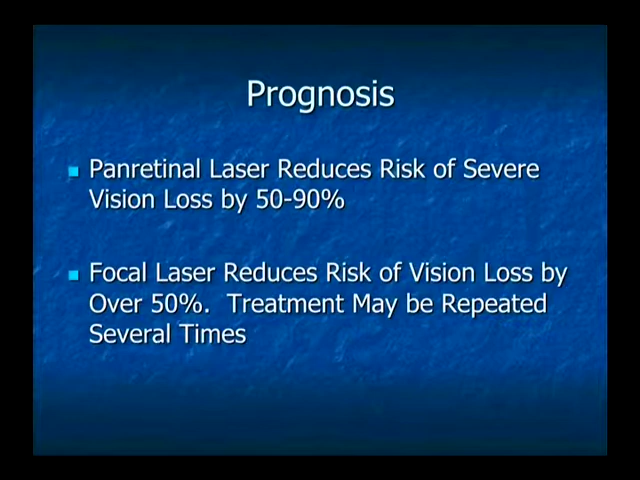 Prognosis
Panretinal Laser Reduces Risk of Severe
Vision Loss by 50-90%
Focal Laser Reduces Risk of Vision Loss by
Over 50%.  Treatment May be Repeated
Several Times